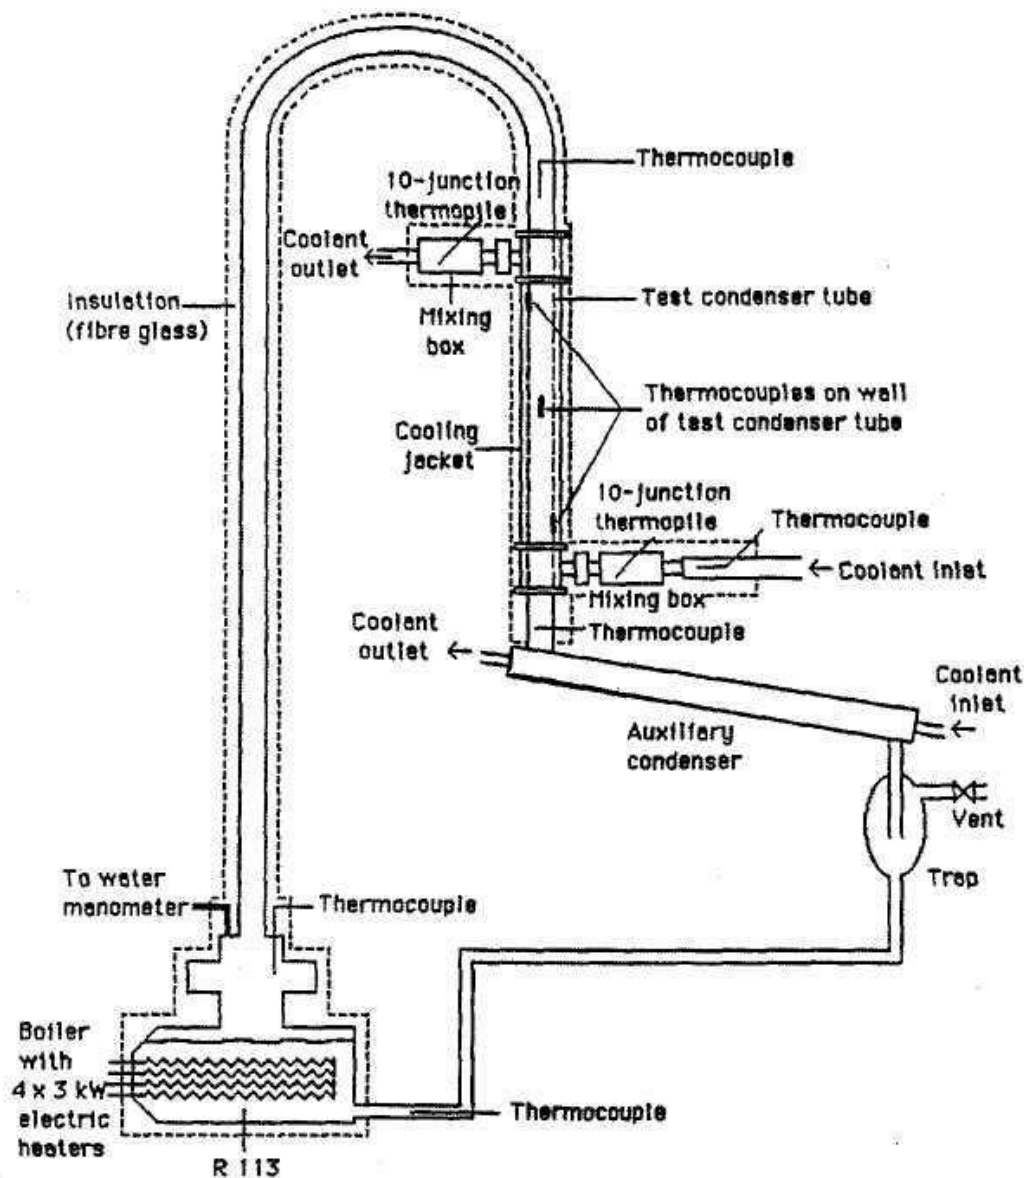 Thermocouple
10-junction
thermopile
Coolant
outlet
Insulation
(fibre glass)
Mixing
box
Test condenser tube
Thermocouples on wall
of test condenser tube
Cooling
jacket
10-junction
thermopile
Thermocouple
Coolant inlet
Mixing box
Thermocouple
Coolant
outlet
Coolant
inlet
Auxiliary
condenser
Vent
Trap
To water
manometer
Thermocouple
Boiler
with
4 x 3 kW
electric
heaters
Thermocouple
R 113